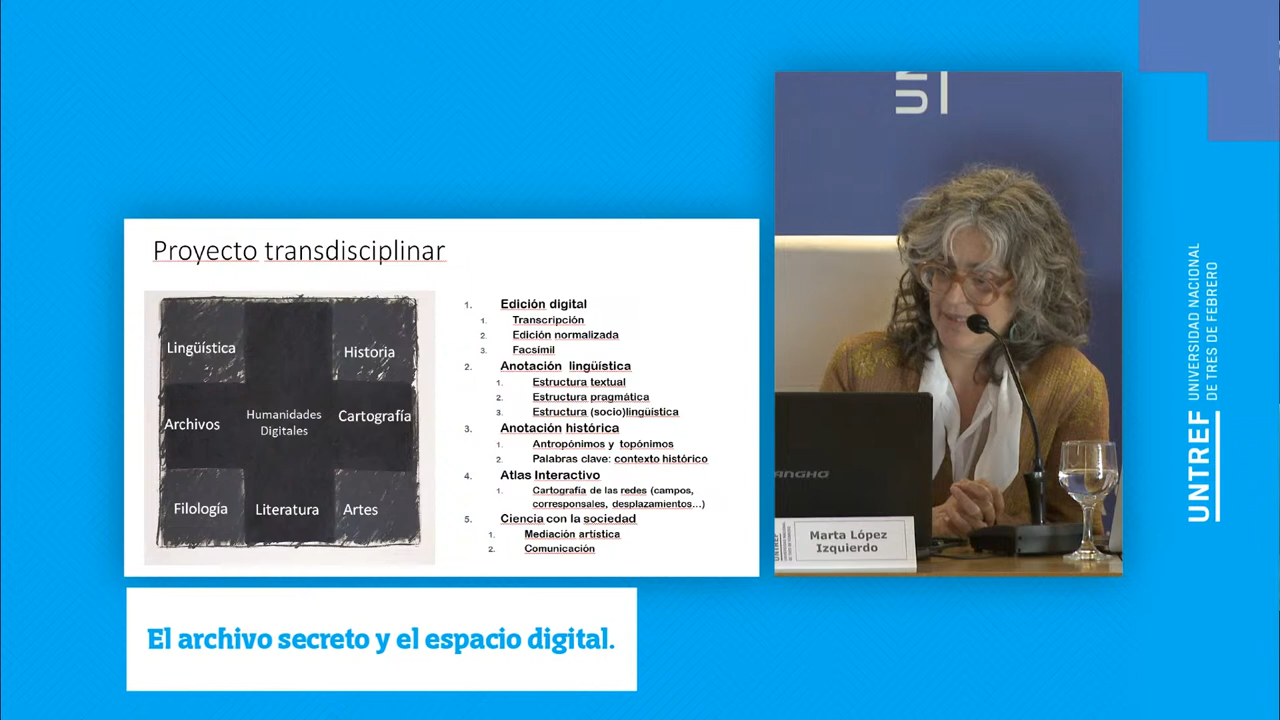 Proyecto transdisciplinar
Lingüística
Historia
Archivos
Humanidades
Digitales
Cartografía
Filología
Literatura
Artes
1. Edición digital
1. Transcripción
2. Edición normalizada
3. Facsímil
2. Anotación lingüística
1. Estructura textual
2. Estructura pragmática
3. Estructura (socio)lingüística
3. Anotación histórica
1. Antropónimos y topónimos
2. Palabras clave: contexto histórico
4. Atlas Interactivo
1. Cartografía de las redes (campos,
corresponsales, desplazamientos...)
5. Ciencia con la sociedad
1. Mediación artística
2. Comunicación
Marta López
Izquierdo
El archivo secreto y el espacio digital.
UNTREF
UNIVERSIDAD NACIONAL
DE TRES DE FEBRERO